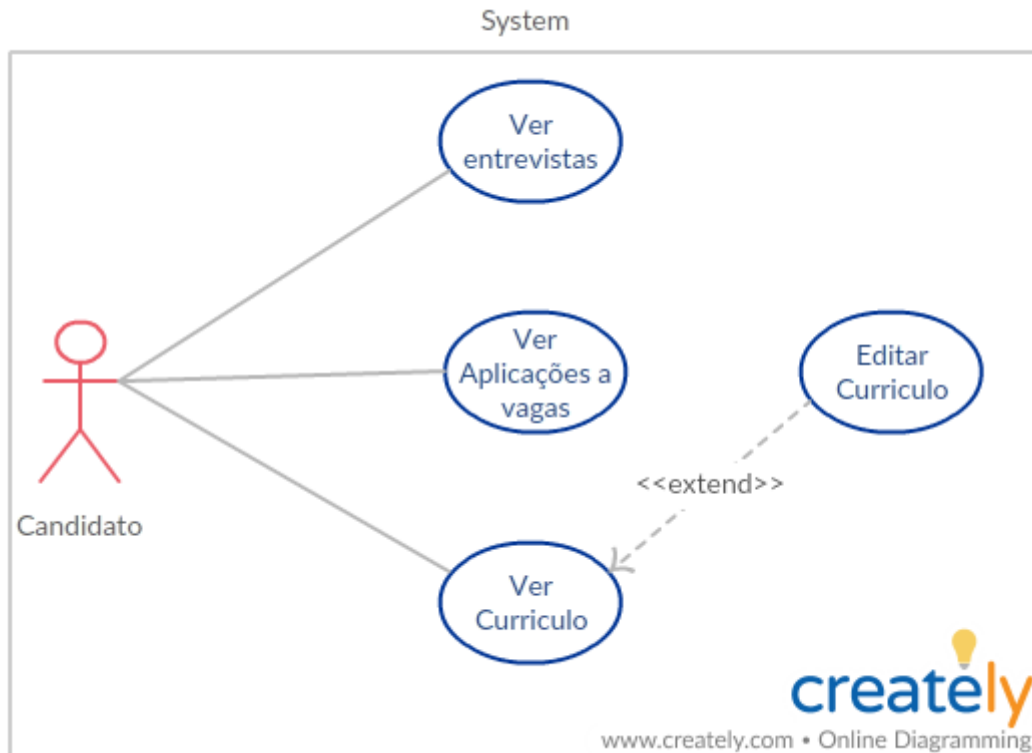 System
Ver
entrevistas
Ver
Aplicações a
vagas
Editar
Curriculo
<<extend>>
Candidato
Ver
Curriculo
creately
www.creately.com • Online Diagramming